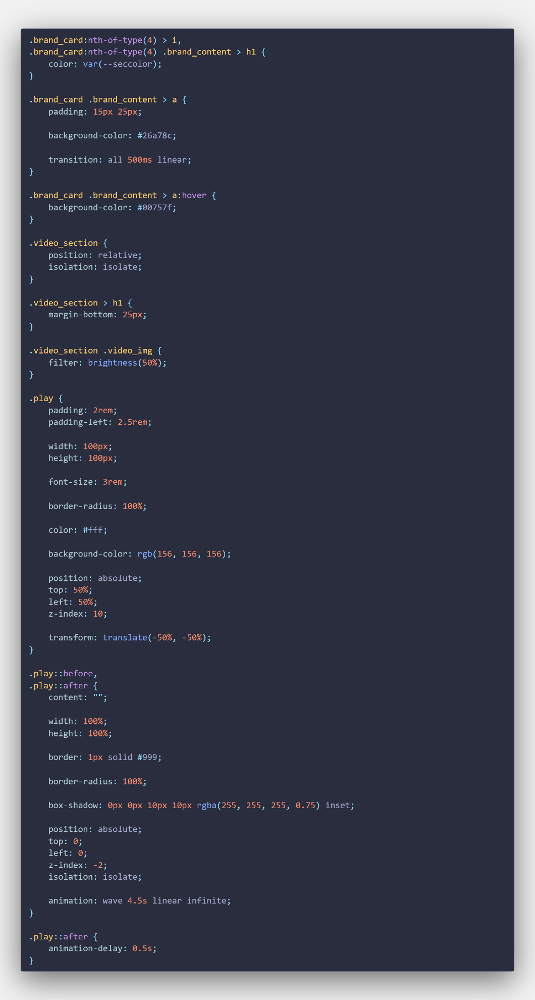 .brand_card:nth-of-type(4) > i,
.brand_card:nth-of-type(4) .brand_content > h1 {
    color: var(--seccolor);
}

.brand_card .brand_content > a {
    padding: 15px 25px;

    background-color: #26a78c;

    transition: all 500ms linear;
}

.brand_card .brand_content > a:hover {
    background-color: #00757f;
}

.video_section {
    position: relative;
    isolation: isolate;
}

.video_section > h1 {
    margin-bottom: 25px;
}

.video_section .video_img {
    filter: brightness(50%);
}

.play {
    padding: 2rem;
    padding-left: 2.5rem;

    width: 100px;
    height: 100px;

    font-size: 3rem;

    border-radius: 100%;

    color: #fff;

    background-color: rgb(156, 156, 156);

    position: absolute;
    top: 50%;
    left: 50%;
    z-index: 10;

    transform: translate(-50%, -50%);
}

.play::before,
.play::after {
    content: "";

    width: 100%;
    height: 100%;

    border: 1px solid #999;

    border-radius: 100%;

    box-shadow: 0px 0px 10px 10px rgba(255, 255, 255, 0.75) inset;

    position: absolute;
    top: 0;
    left: 0;
    z-index: -2;
    isolation: isolate;

    animation: wave 4.5s linear infinite;
}

.play::after {
    animation-delay: 0.5s;
}